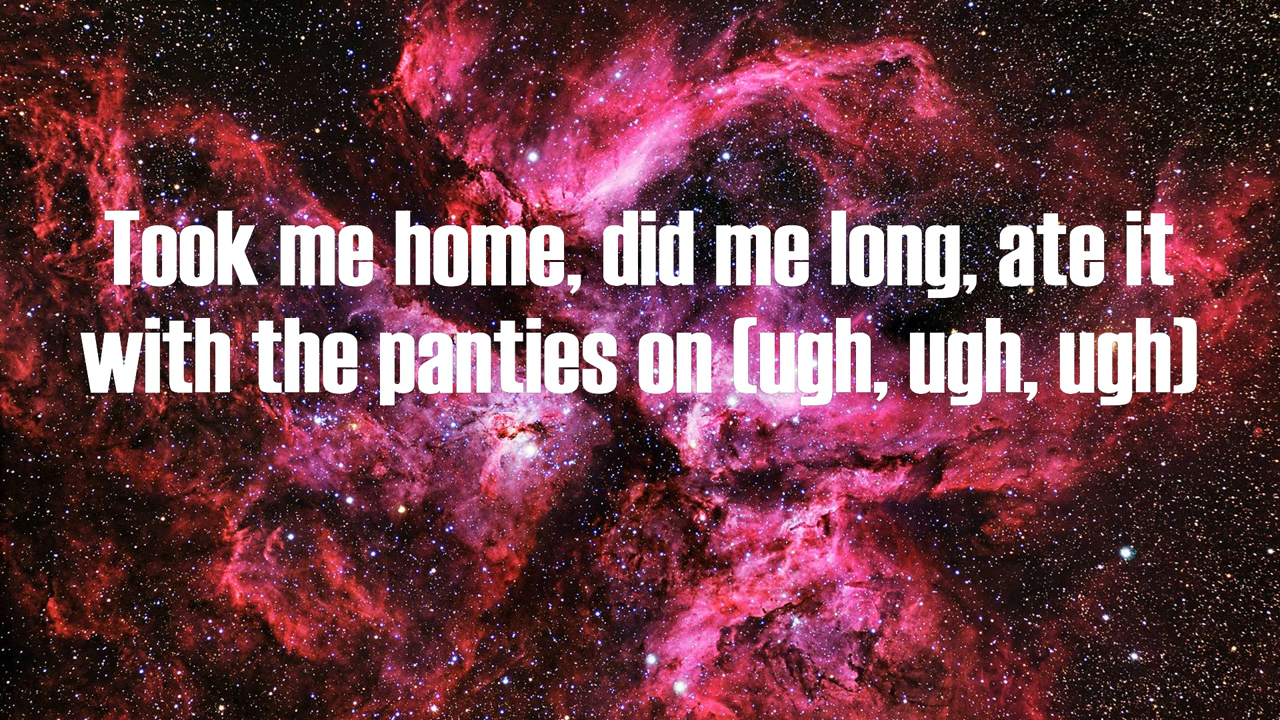 Took me home, did me long, ate it
with the panties on (ugh, ugh, ugh)